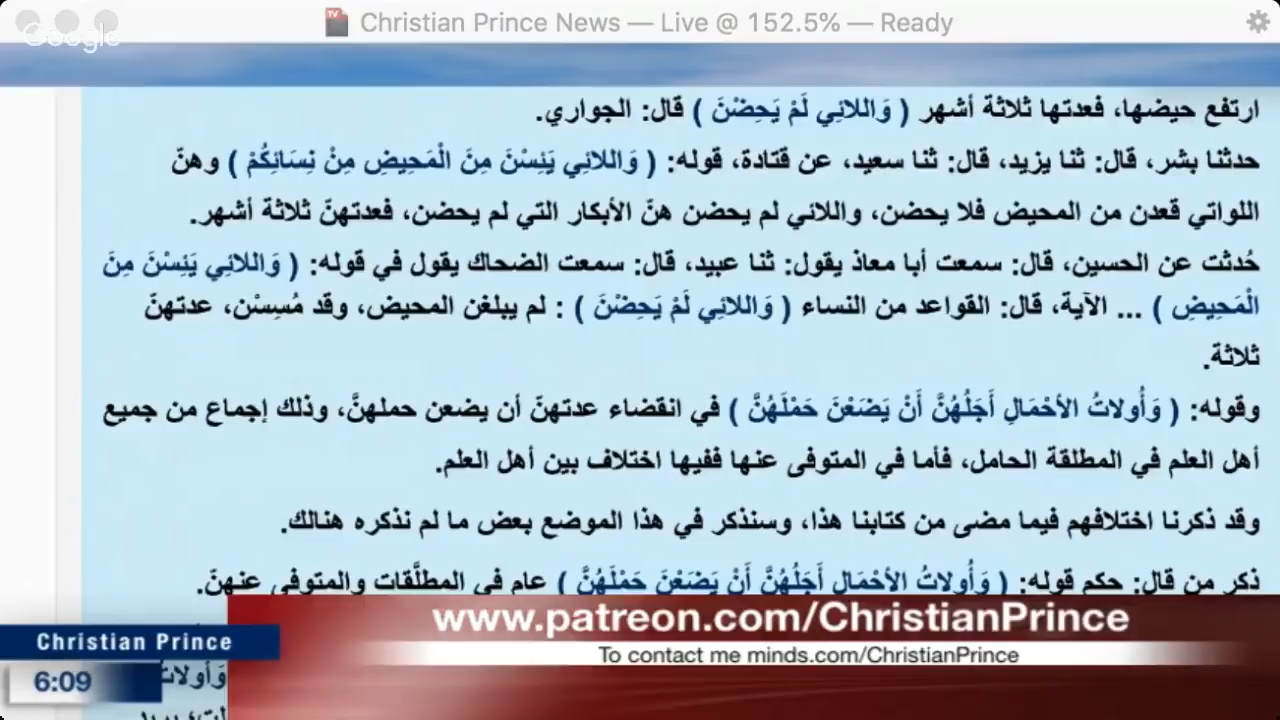 Christian Prince News — Live @ 152.5% — Ready
Google
ارتفع حيضها، فعدتها ثلاثة أشهر ( وَاللائِي لَمْ يَحِضْنَ ) قال: الجواري.
حدثنا بشر، قال: ثنا يزيد، قال: ثنا سعيد، عن قتادة، قوله: ( وَاللائِي يَئِسْنَ مِنَ الْمَحِيضِ مِنْ نِسَائِكُمْ ) وهنّ
اللواتي قعدن من المحيض فلا يحضن، واللائي لم يحضن هنّ الأبكار التي لم يحضن، فعدتهنّ ثلاثة أشهر.
حُدثت عن الحسين، قال: سمعت أبا معاذ يقول: ثنا عبيد، قال: سمعت الضحاك يقول في قوله: ( وَاللائِي يَئِسْنَ مِنَ
الْمَحِيضِ ) ... الآية، قال: القواعد من النساء ( وَاللائِي لَمْ يَحِضْنَ ) : لم يبلغن المحيض، وقد مُسِسْن، عدتهنّ
ثلاثة.
وقوله: ( وَأُولاتُ الأحْمَالِ أَجَلُهُنَّ أَنْ يَضَعْنَ حَمْلَهُنَّ ) في انقضاء عدتهنّ أن يضعن حملهنَّ، وذلك إجماع من جميع
أهل العلم في المطلقة الحامل، فأما في المتوفى عنها ففيها اختلاف بين أهل العلم.
وقد ذكرنا اختلافهم فيما مضى من كتابنا هذا، وسنذكر في هذا الموضع بعض ما لم نذكره هنالك.
ذكر من قال: حكم قوله: ( وَأُولاتُ الأحْمَالِ أَجَلُهُنَّ أَنْ يَضَعْنَ حَمْلَهُنَّ ) عام في المطلَّقات والمتوفى عنهنّ.
www.patreon.com/ChristianPrince
Christian Prince
To contact me minds.com/ChristianPrince
6:09